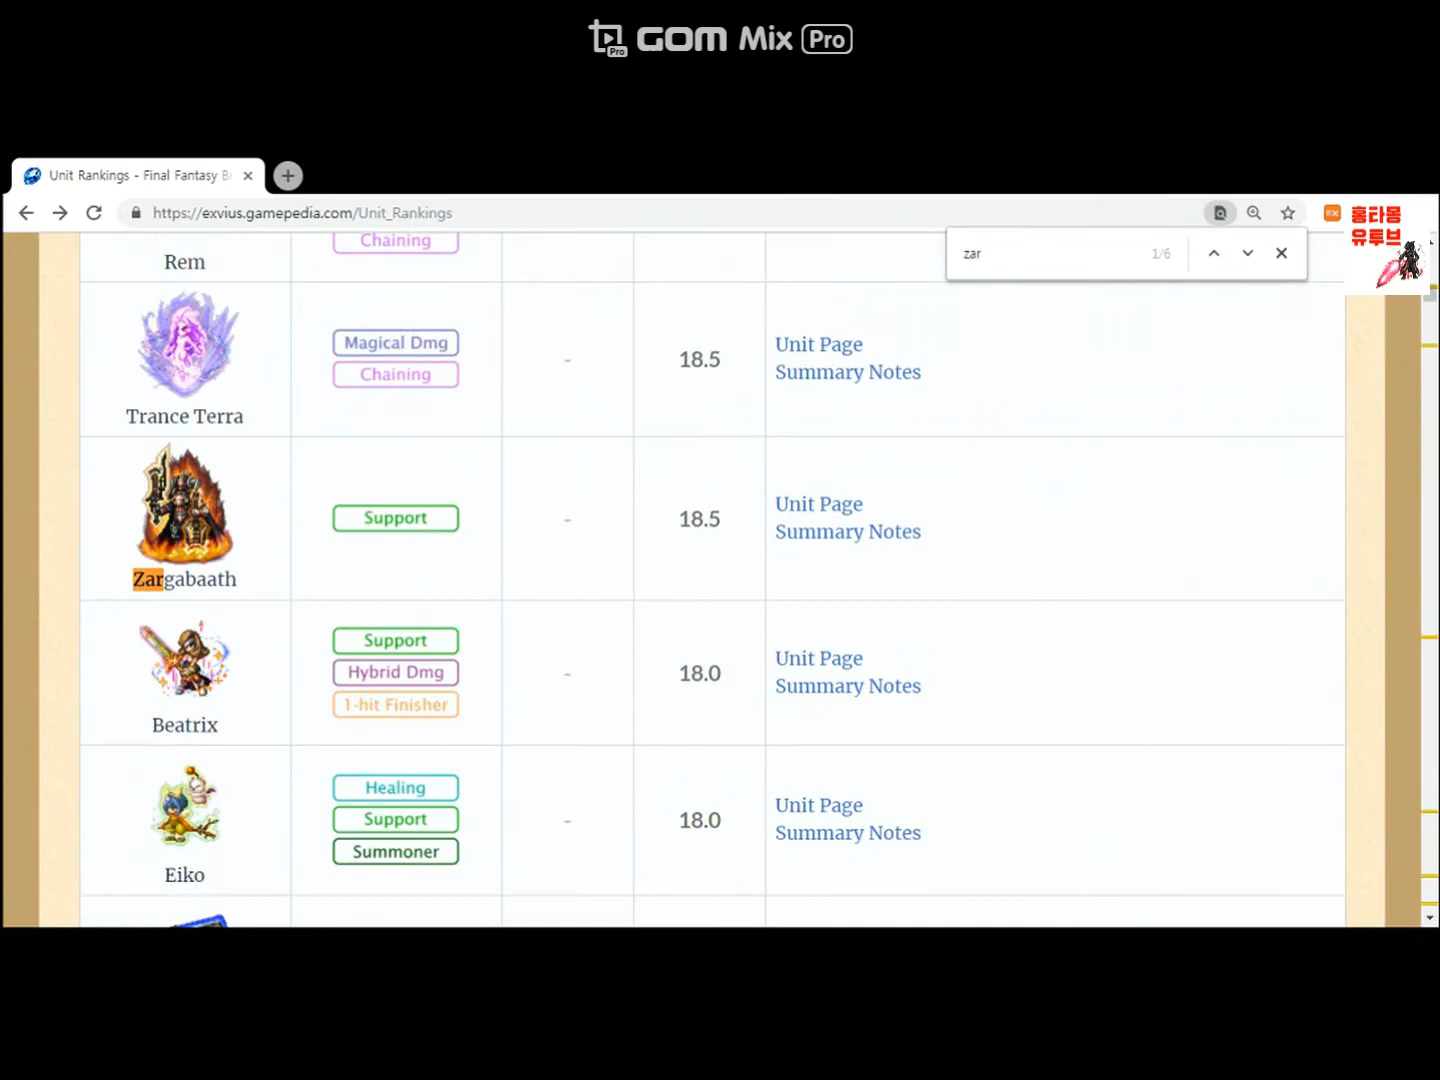 GOM Mix Pro
Unit Rankings - Final Fantasy B
https://exvius.gamepedia.com/Unit_Rankings
홍타몽
유투브
zar
1/6
Chaining
Rem
Magical Dmg
Chaining
-
18.5
Unit Page
Summary Notes
Trance Terra
Support
-
18.5
Unit Page
Summary Notes
Zargabaath
Support
Hybrid Dmg
1-hit Finisher
-
18.0
Unit Page
Summary Notes
Beatrix
Healing
Support
Summoner
-
18.0
Unit Page
Summary Notes
Eiko